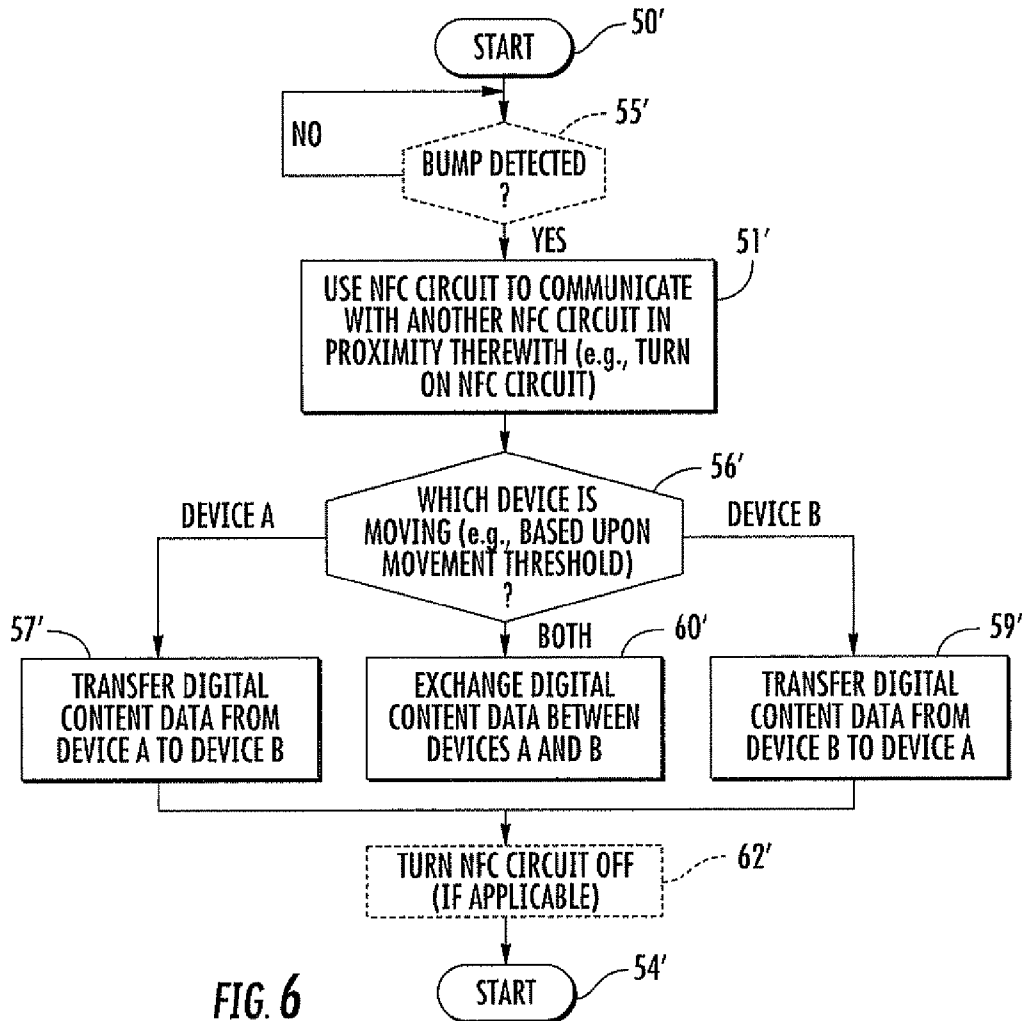 START
50'
NO
55'
BUMP DETECTED
?
YES
51'
USE NFC CIRCUIT TO COMMUNICATE
WITH ANOTHER NFC CIRCUIT IN
PROXIMITY THEREWITH (e.g., TURN
ON NFC CIRCUIT)
56'
DEVICE A
WHICH DEVICE IS
MOVING (e.g., BASED UPON
MOVEMENT THRESHOLD)
?
DEVICE B
57'
BOTH
60'
59'
TRANSFER DIGITAL
CONTENT DATA FROM
DEVICE A TO DEVICE B
EXCHANGE DIGITAL
CONTENT DATA BETWEEN
DEVICES A AND B
TRANSFER DIGITAL
CONTENT DATA FROM
DEVICE B TO DEVICE A
TURN NFC CIRCUIT OFF
(IF APPLICABLE)
62'
START
54'
FIG. 6